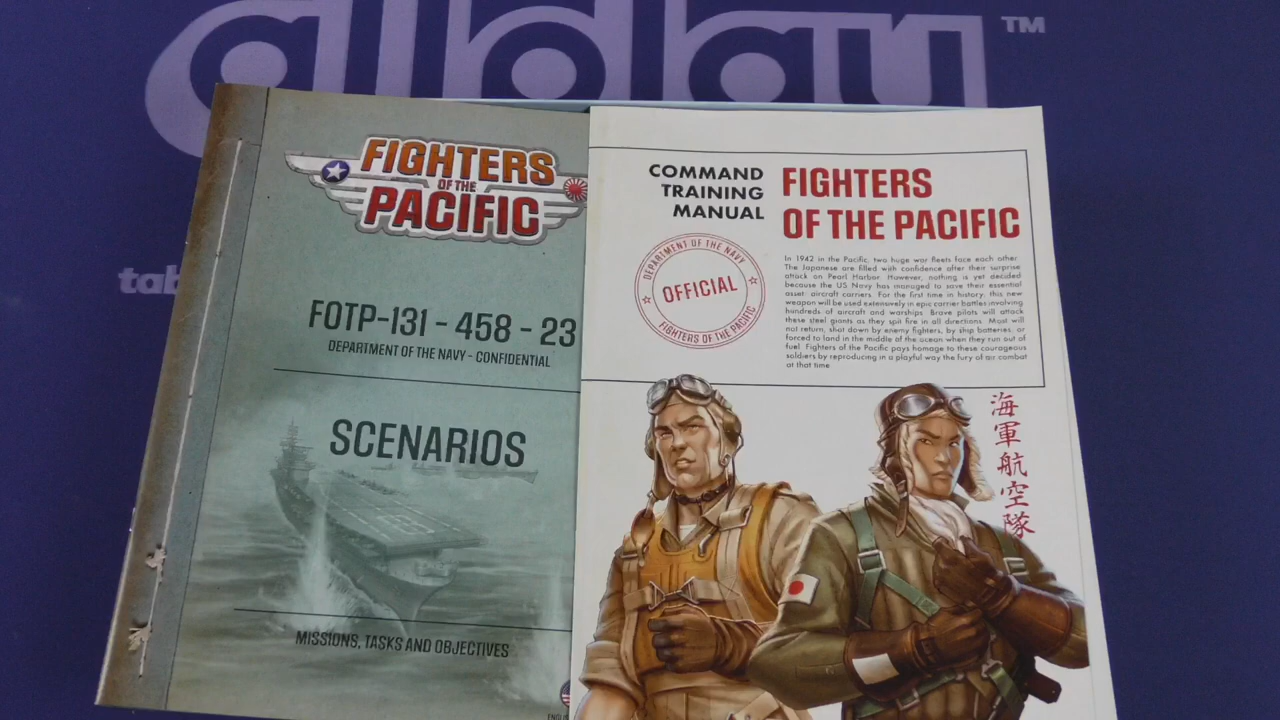 allplay™
tab
FIGHTERS
OF THE
PACIFIC
FOTP-131 - 458 - 23
DEPARTMENT OF THE NAVY - CONFIDENTIAL
SCENARIOS
MISSIONS, TASKS AND OBJECTIVES
COMMAND
TRAINING
MANUAL
DEPARTMENT OF THE NAVY
OFFICIAL
FIGHTERS OF THE PACIFIC
FIGHTERS
OF THE PACIFIC
In 1942 in the Pacific, two huge war fleets face each other.
The Japanese are filled with confidence after their surprise
attack on Pearl Harbor. However, nothing is yet decided
because the US Navy has managed to save their essential
asset: aircraft carriers. For the first time in history, this new
weapon will be used extensively in epic carrier battles involving
hundreds of aircraft and warships. Brave pilots will attack
these steel giants as they spit fire in all directions. Most will
not return, shot down by enemy fighters, by ship batteries, or
forced to land in the middle of the ocean when they run out of
fuel. Fighters of the Pacific pays homage to these courageous
soldiers by reproducing in a playful way the fury of air combat
at that time.
海軍航空隊